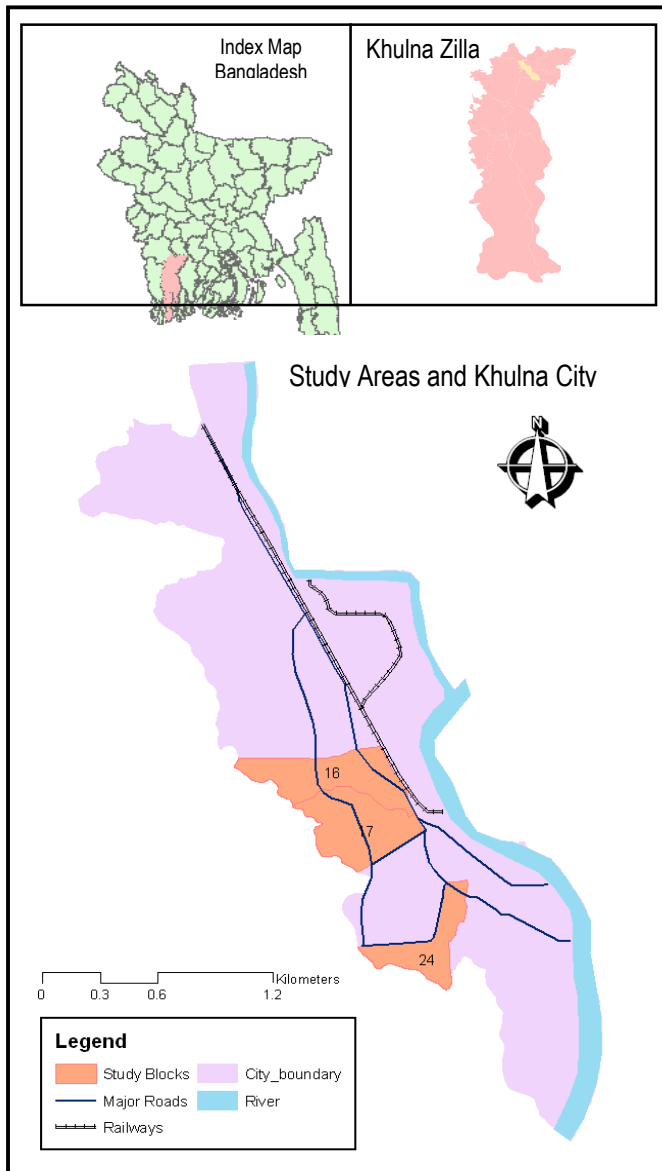 Index Map
Bangladesh
Khulna Zilla
Study Areas and Khulna City
N
16
17
24
Kilometers
0 0.3 0.6 1.2
Legend
Study Blocks City_boundary
Major Roads River
Railways